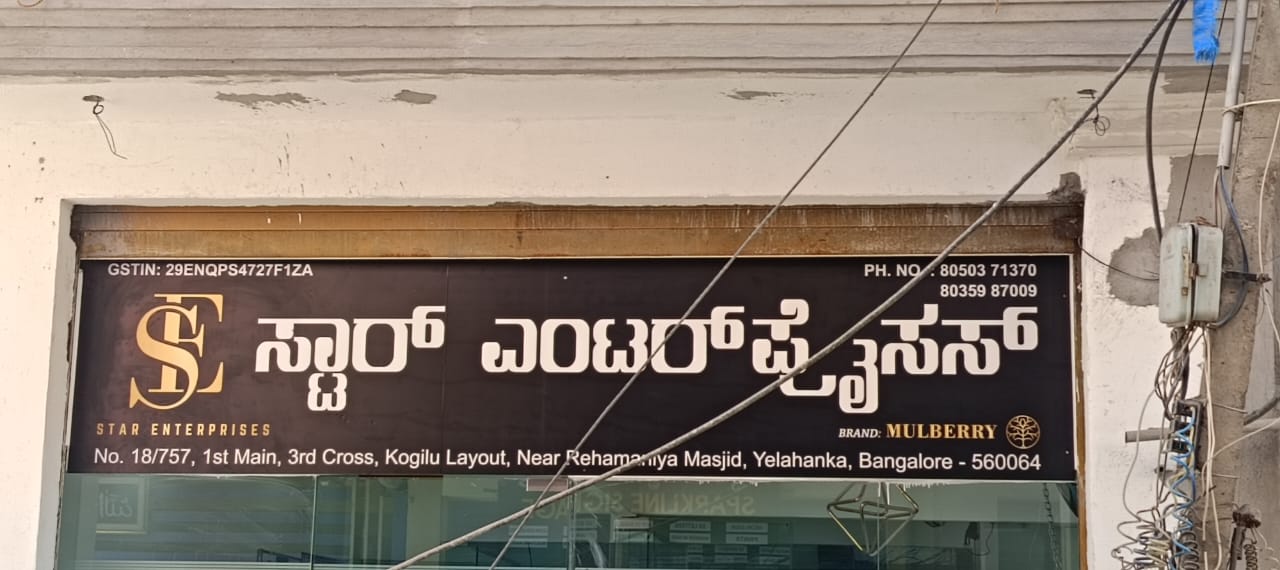 GSTIN: 29ENQPS4727F1ZA
PH. NO. : 80503 71370
80359 87009
SE
ಸ್ಟಾರ್ ಎಂಟರ್‌ಪ್ರೈಸಸ್
STAR ENTERPRISES
BRAND: MULBERRY
No. 18/757, 1st Main, 3rd Cross, Kogilu Layout, Near Rehamaniya Masjid, Yelahanka, Bangalore - 560064